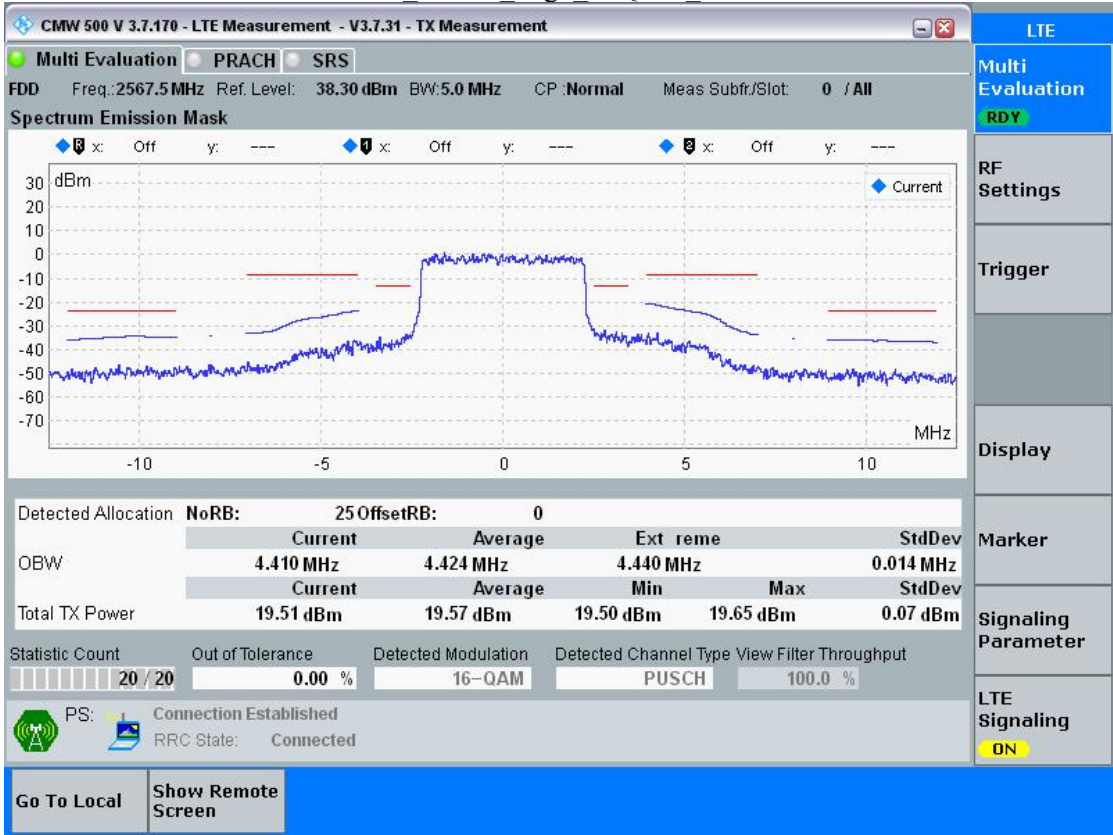 CMW 500 V 3.7.170 - LTE Measurement - V3.7.31 - TX Measurement
LTE
Multi Evaluation PRACH SRS
FDD Freq.:2567.5 MHz Ref. Level: 38.30 dBm BW:5.0 MHz CP :Normal Meas Subfr./Slot: 0 / All
Spectrum Emission Mask
R x: Off y: --- 1 x: Off y: --- 2 x: Off y: ---
dBm
Current
30
20
10
0
-10
-20
-30
-40
-50
-60
-70
MHz
-10 -5 0 5 10
Detected Allocation NoRB: 25 OffsetRB: 0
Current Average Ext reme StdDev
OBW 4.410 MHz 4.424 MHz 4.440 MHz 0.014 MHz
Current Average Min Max StdDev
Total TX Power 19.51 dBm 19.57 dBm 19.50 dBm 19.65 dBm 0.07 dBm
Statistic Count Out of Tolerance Detected Modulation Detected Channel Type View Filter Throughput
20 / 20 0.00 % 16-QAM PUSCH 100.0 %
PS: Connection Established
RRC State: Connected
Multi
Evaluation
RDY
RF
Settings
Trigger
Display
Marker
Signaling
Parameter
LTE
Signaling
ON
Go To Local
Show Remote
Screen